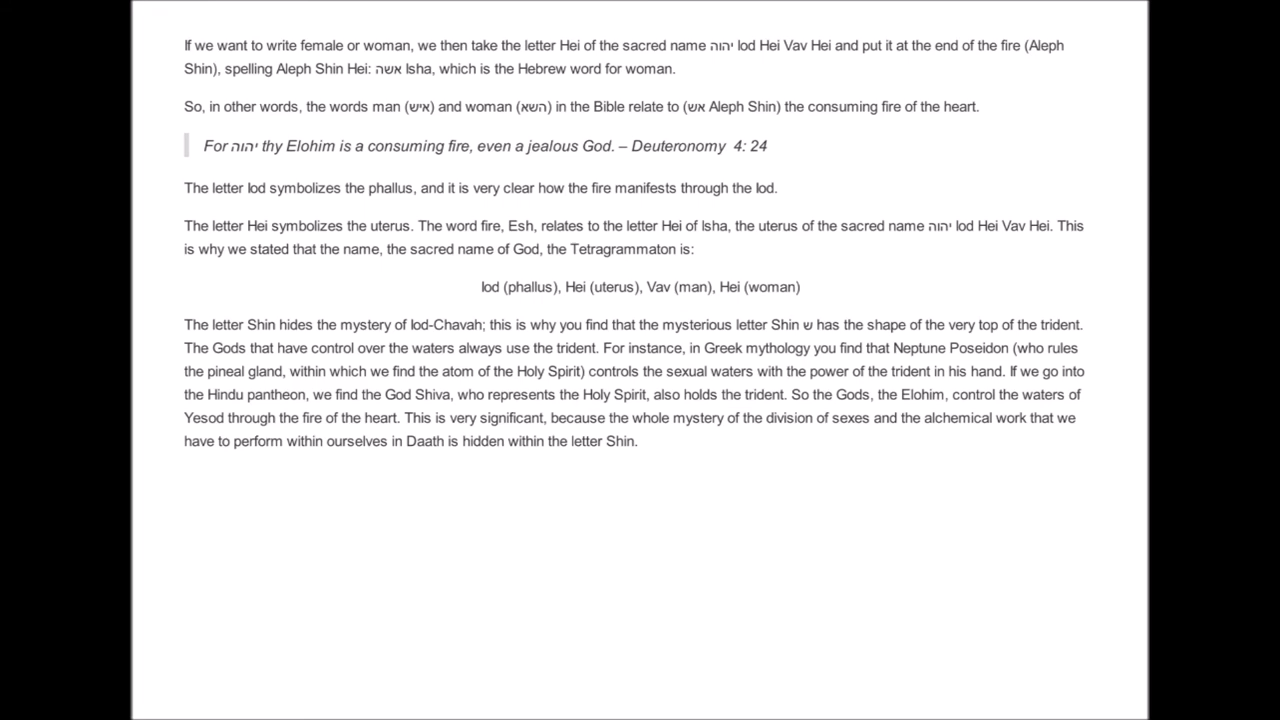 If we want to write female or woman, we then take the letter Hei of the sacred name יהוה Iod Hei Vav Hei and put it at the end of the fire (Aleph
Shin), spelling Aleph Shin Hei: אשה Isha, which is the Hebrew word for woman.
So, in other words, the words man (איש) and woman (השא) in the Bible relate to (אש Aleph Shin) the consuming fire of the heart.
For יהוה thy Elohim is a consuming fire, even a jealous God. – Deuteronomy 4: 24
The letter Iod symbolizes the phallus, and it is very clear how the fire manifests through the Iod.
The letter Hei symbolizes the uterus. The word fire, Esh, relates to the letter Hei of Isha, the uterus of the sacred name יהוה Iod Hei Vav Hei. This
is why we stated that the name, the sacred name of God, the Tetragrammaton is:
Iod (phallus), Hei (uterus), Vav (man), Hei (woman)
The letter Shin hides the mystery of Iod-Chavah; this is why you find that the mysterious letter Shin ש has the shape of the very top of the trident.
The Gods that have control over the waters always use the trident. For instance, in Greek mythology you find that Neptune Poseidon (who rules
the pineal gland, within which we find the atom of the Holy Spirit) controls the sexual waters with the power of the trident in his hand. If we go into
the Hindu pantheon, we find the God Shiva, who represents the Holy Spirit, also holds the trident. So the Gods, the Elohim, control the waters of
Yesod through the fire of the heart. This is very significant, because the whole mystery of the division of sexes and the alchemical work that we
have to perform within ourselves in Daath is hidden within the letter Shin.